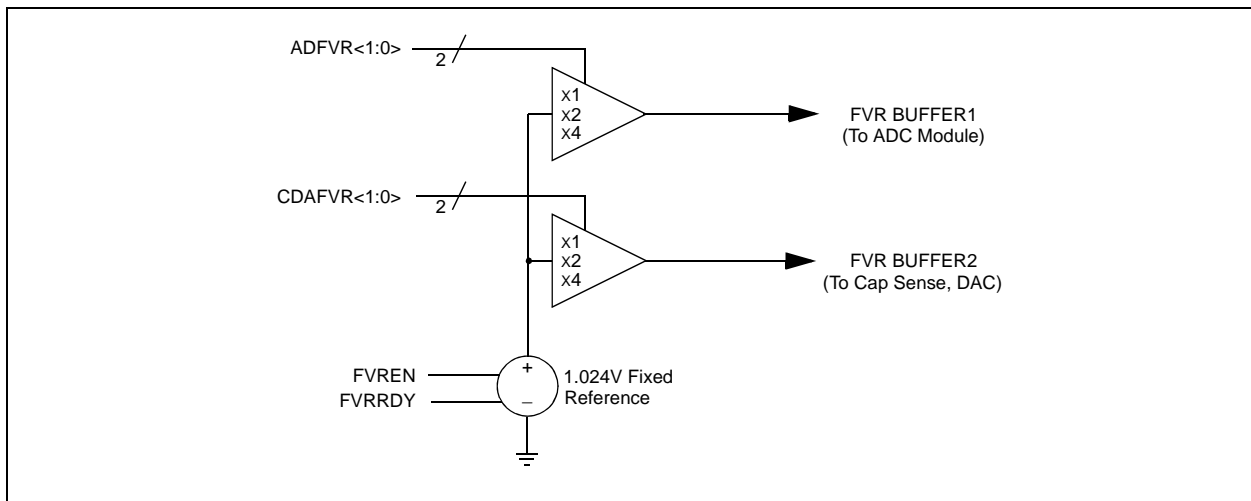 ADFVR<1:0>
2
X1
X2
X4
FVR BUFFER1
(To ADC Module)
CDAFVR<1:0>
2
X1
X2
X4
FVR BUFFER2
(To Cap Sense, DAC)
FVREN
FVRRDY
+
_
1.024V Fixed
Reference